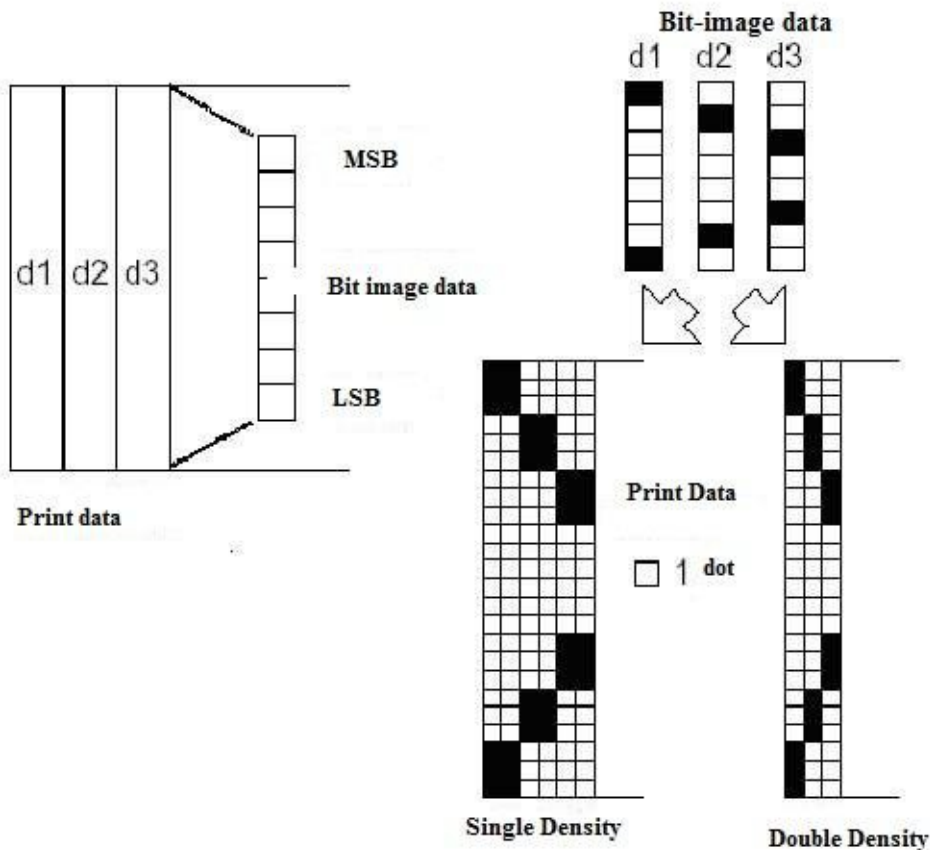 Bit-image data
d1 d2 d3
MSB
d1 d2 d3
Bit image data
LSB
Print data
Print Data
1 dot
Single Density
Double Density